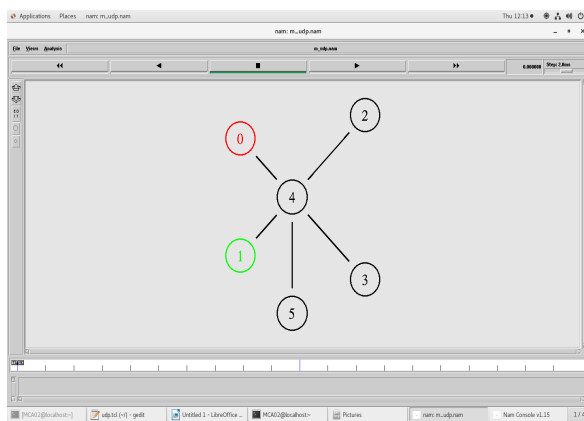 Applications Places nam: m_udp.nam Thu 12:13
nam: m_udp.nam
File Views Analysis m_udp.nam
0.000000 Step: 2.0ms
2
0
4
1
3
5
MCA02@localhost:~] udp.tcl (~/) - gedit Untitled 1 - LibreOffice ... MCA02@localhost:~ Pictures nam: m_udp.nam Nam Console v1.15 1 / 4